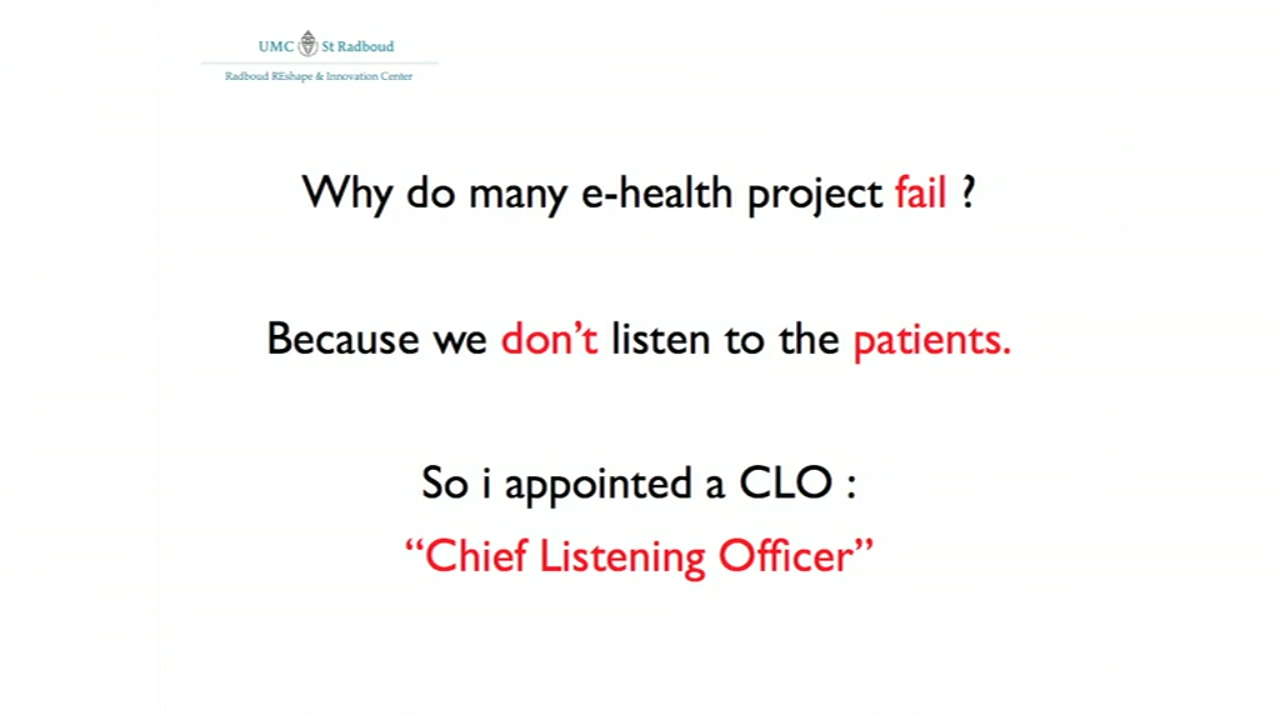 UMC St Radboud
Radboud REshape & Innovation Center
Why do many e-health project fail ?
Because we don’t listen to the patients.
So i appointed a CLO :
“Chief Listening Officer”